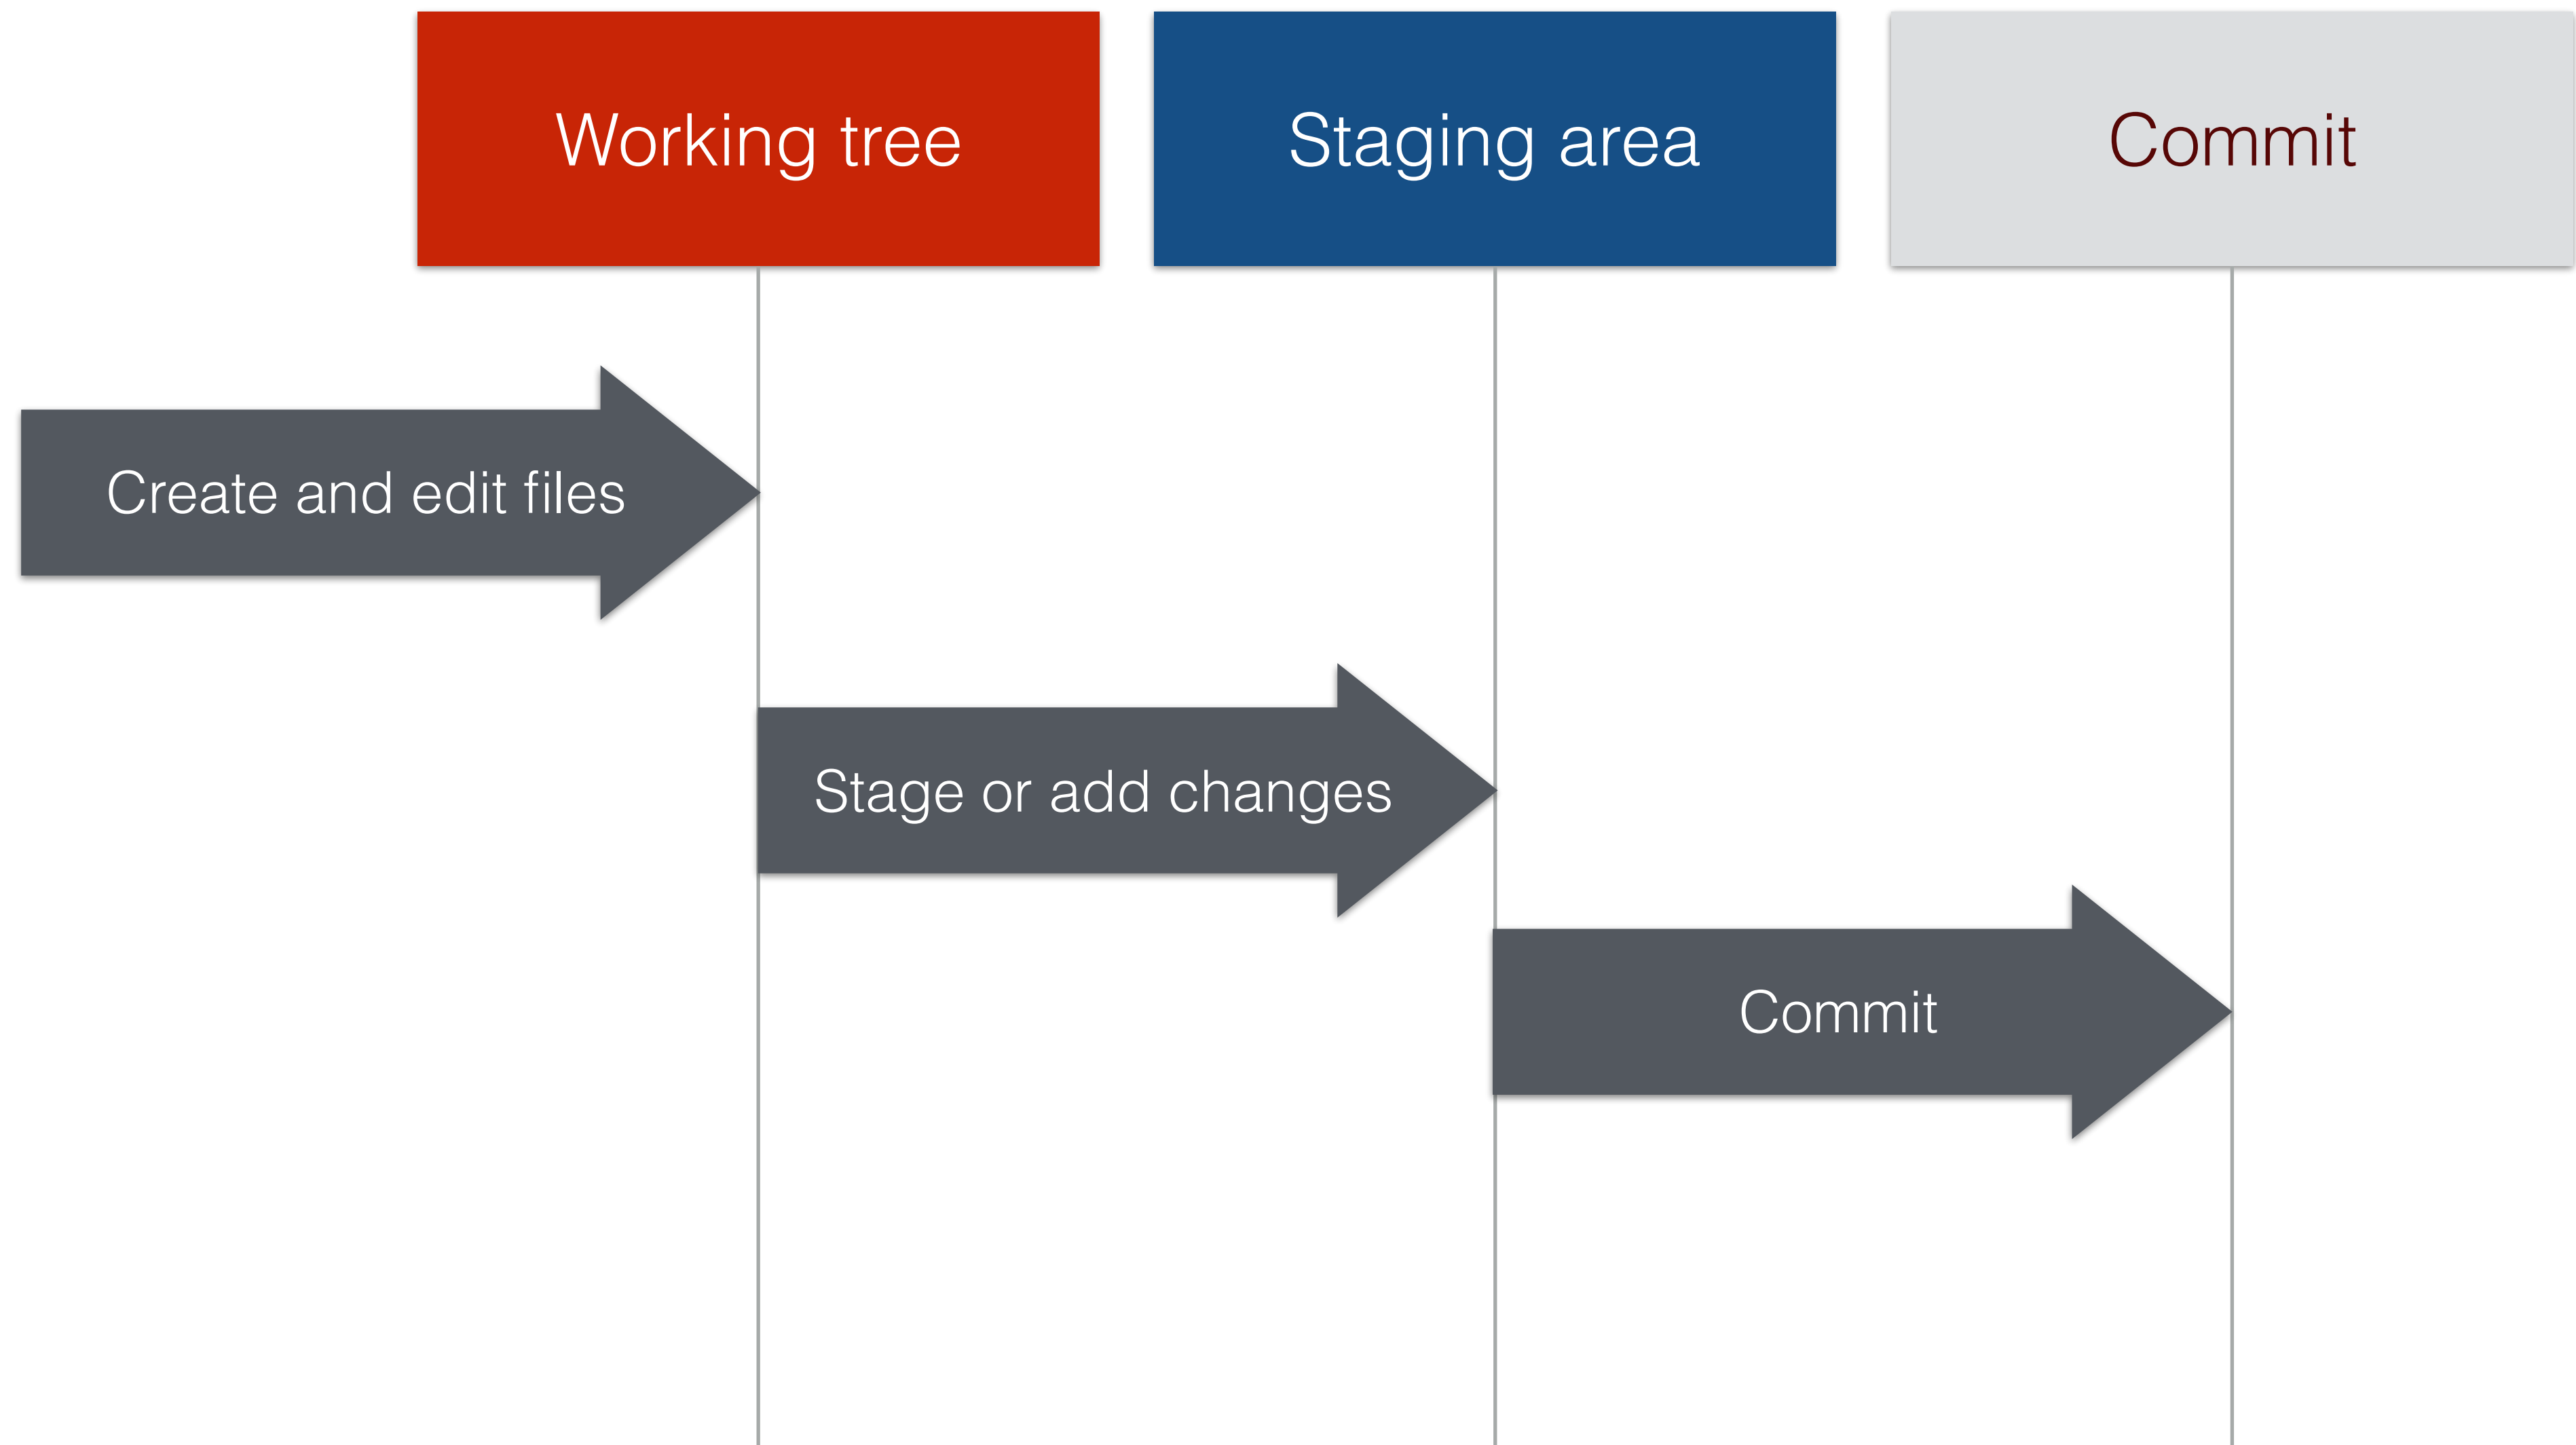 Working tree
Staging area
Commit
Create and edit files
Stage or add changes
Commit